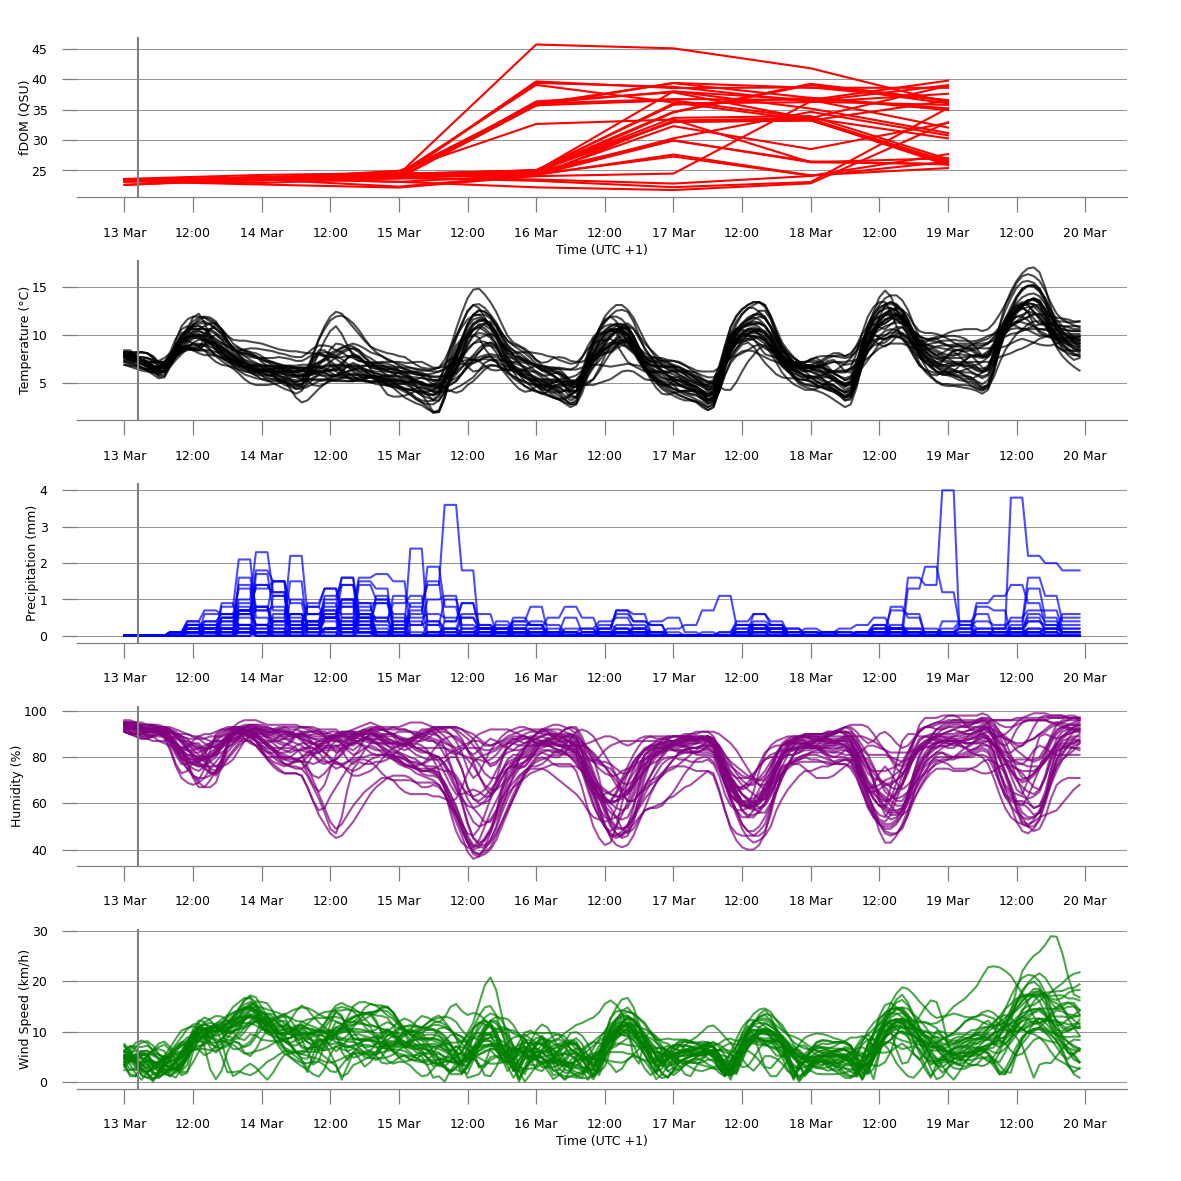 45
40
35
30
25
fDOM (QSU)
13 Mar 12:00 14 Mar 12:00 15 Mar 12:00 16 Mar 12:00 17 Mar 12:00 18 Mar 12:00 19 Mar 12:00 20 Mar
Time (UTC +1)
15
10
5
Temperature (°C)
13 Mar 12:00 14 Mar 12:00 15 Mar 12:00 16 Mar 12:00 17 Mar 12:00 18 Mar 12:00 19 Mar 12:00 20 Mar
4
3
2
1
0
Precipitation (mm)
13 Mar 12:00 14 Mar 12:00 15 Mar 12:00 16 Mar 12:00 17 Mar 12:00 18 Mar 12:00 19 Mar 12:00 20 Mar
100
80
60
40
Humidity (%)
13 Mar 12:00 14 Mar 12:00 15 Mar 12:00 16 Mar 12:00 17 Mar 12:00 18 Mar 12:00 19 Mar 12:00 20 Mar
30
20
10
0
Wind Speed (km/h)
13 Mar 12:00 14 Mar 12:00 15 Mar 12:00 16 Mar 12:00 17 Mar 12:00 18 Mar 12:00 19 Mar 12:00 20 Mar
Time (UTC +1)